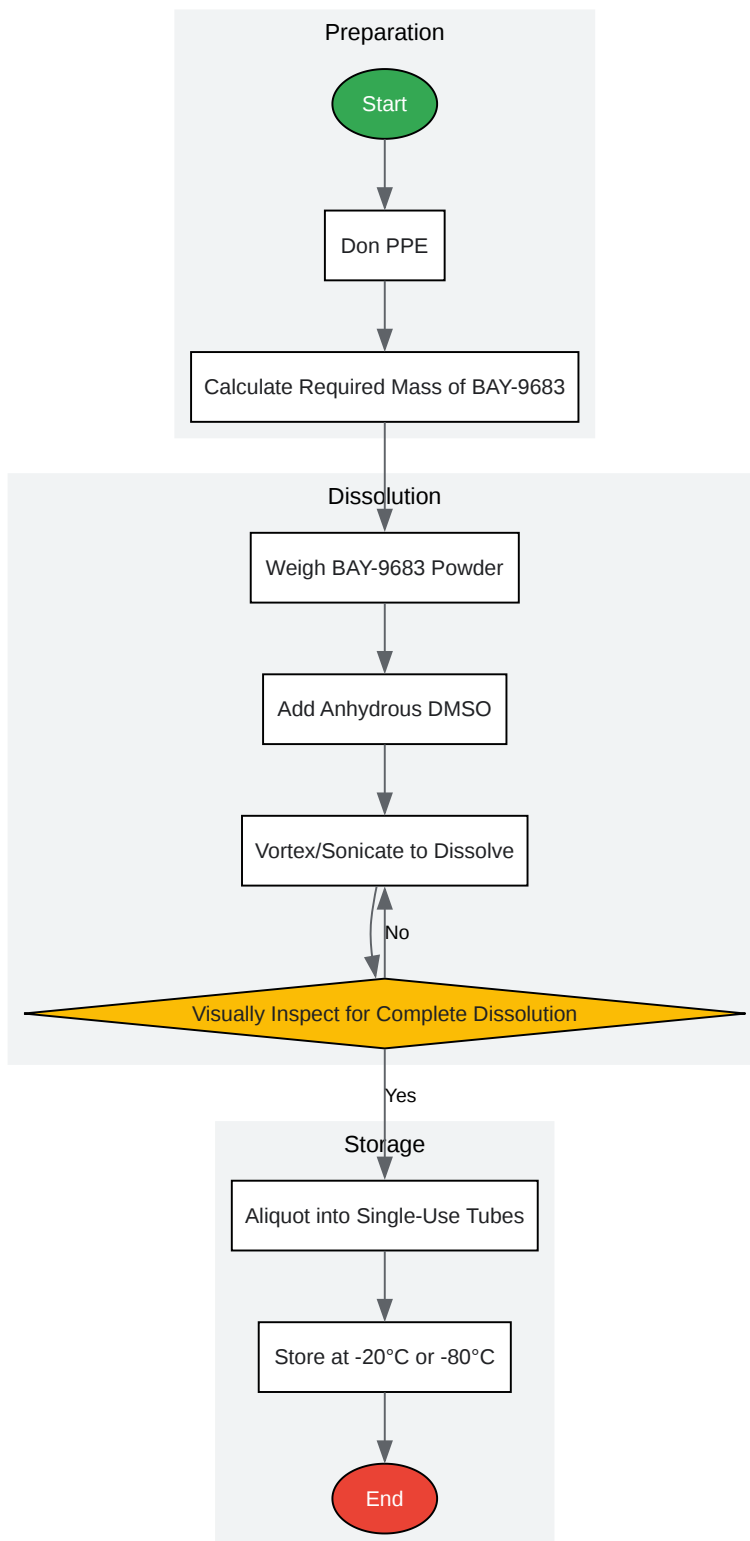 Preparation
Start
Don PPE
Calculate Required Mass of BAY-9683
Dissolution
Weigh BAY-9683 Powder
Add Anhydrous DMSO
Vortex/Sonicate to Dissolve
No
Visually Inspect for Complete Dissolution
Yes
Storage
Aliquot into Single-Use Tubes
Store at -20°C or -80°C
End